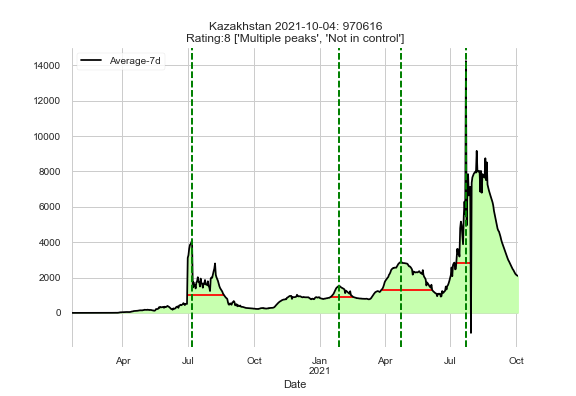 Kazakhstan 2021-10-04: 970616
Rating:8 ['Multiple peaks', 'Not in control']
Average-7d
14000
12000
10000
8000
6000
4000
2000
0
Apr
Jul
Oct
Jan
2021
Apr
Jul
Oct
Date